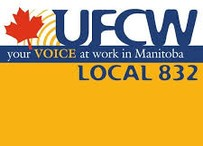 UFCW
your VOICE at work in Manitoba
LOCAL 832